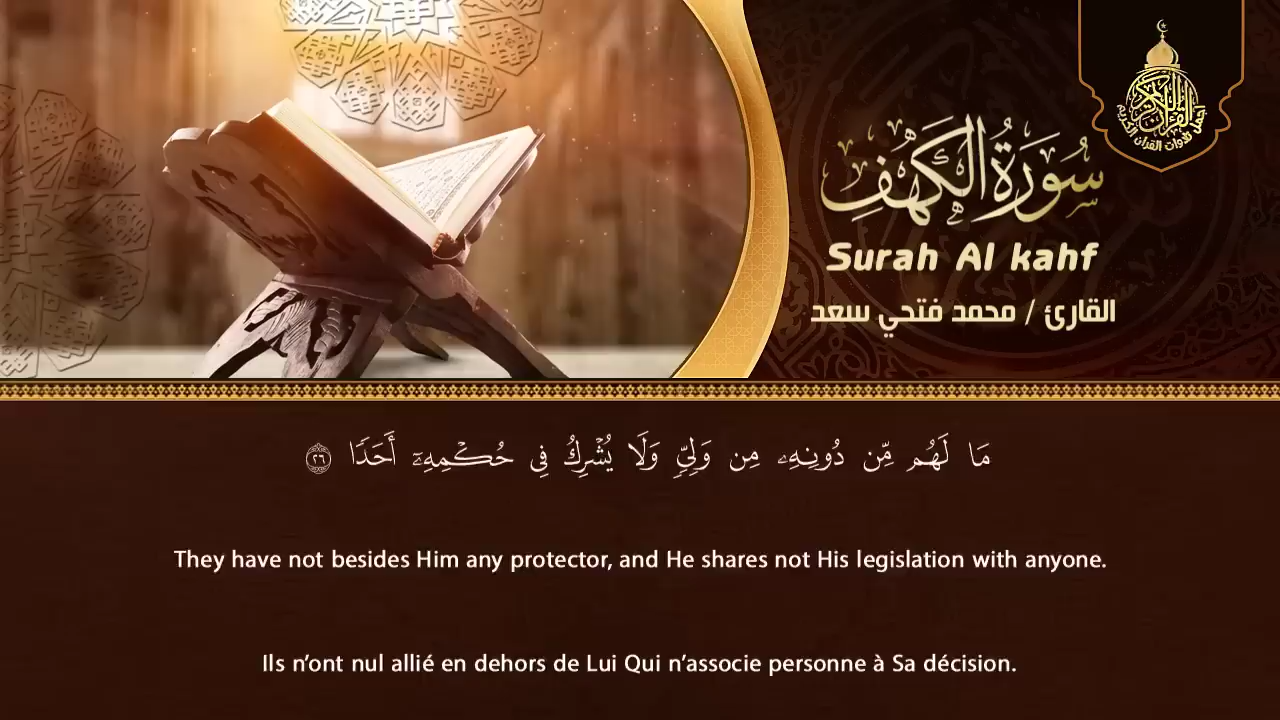 سُورَةُ الكَهْفِ
Surah Al kahf
القارئ / محمد فتحي سعد
مَا لَهُم مِّن دُونِهِۦ مِن وَلِىٍّ وَلَا يُشْرِكُ فِى حُكْمِهِۦٓ أَحَدًا ٢٦
They have not besides Him any protector, and He shares not His legislation with anyone.
Ils n’ont nul allié en dehors de Lui Qui n’associe personne à Sa décision.